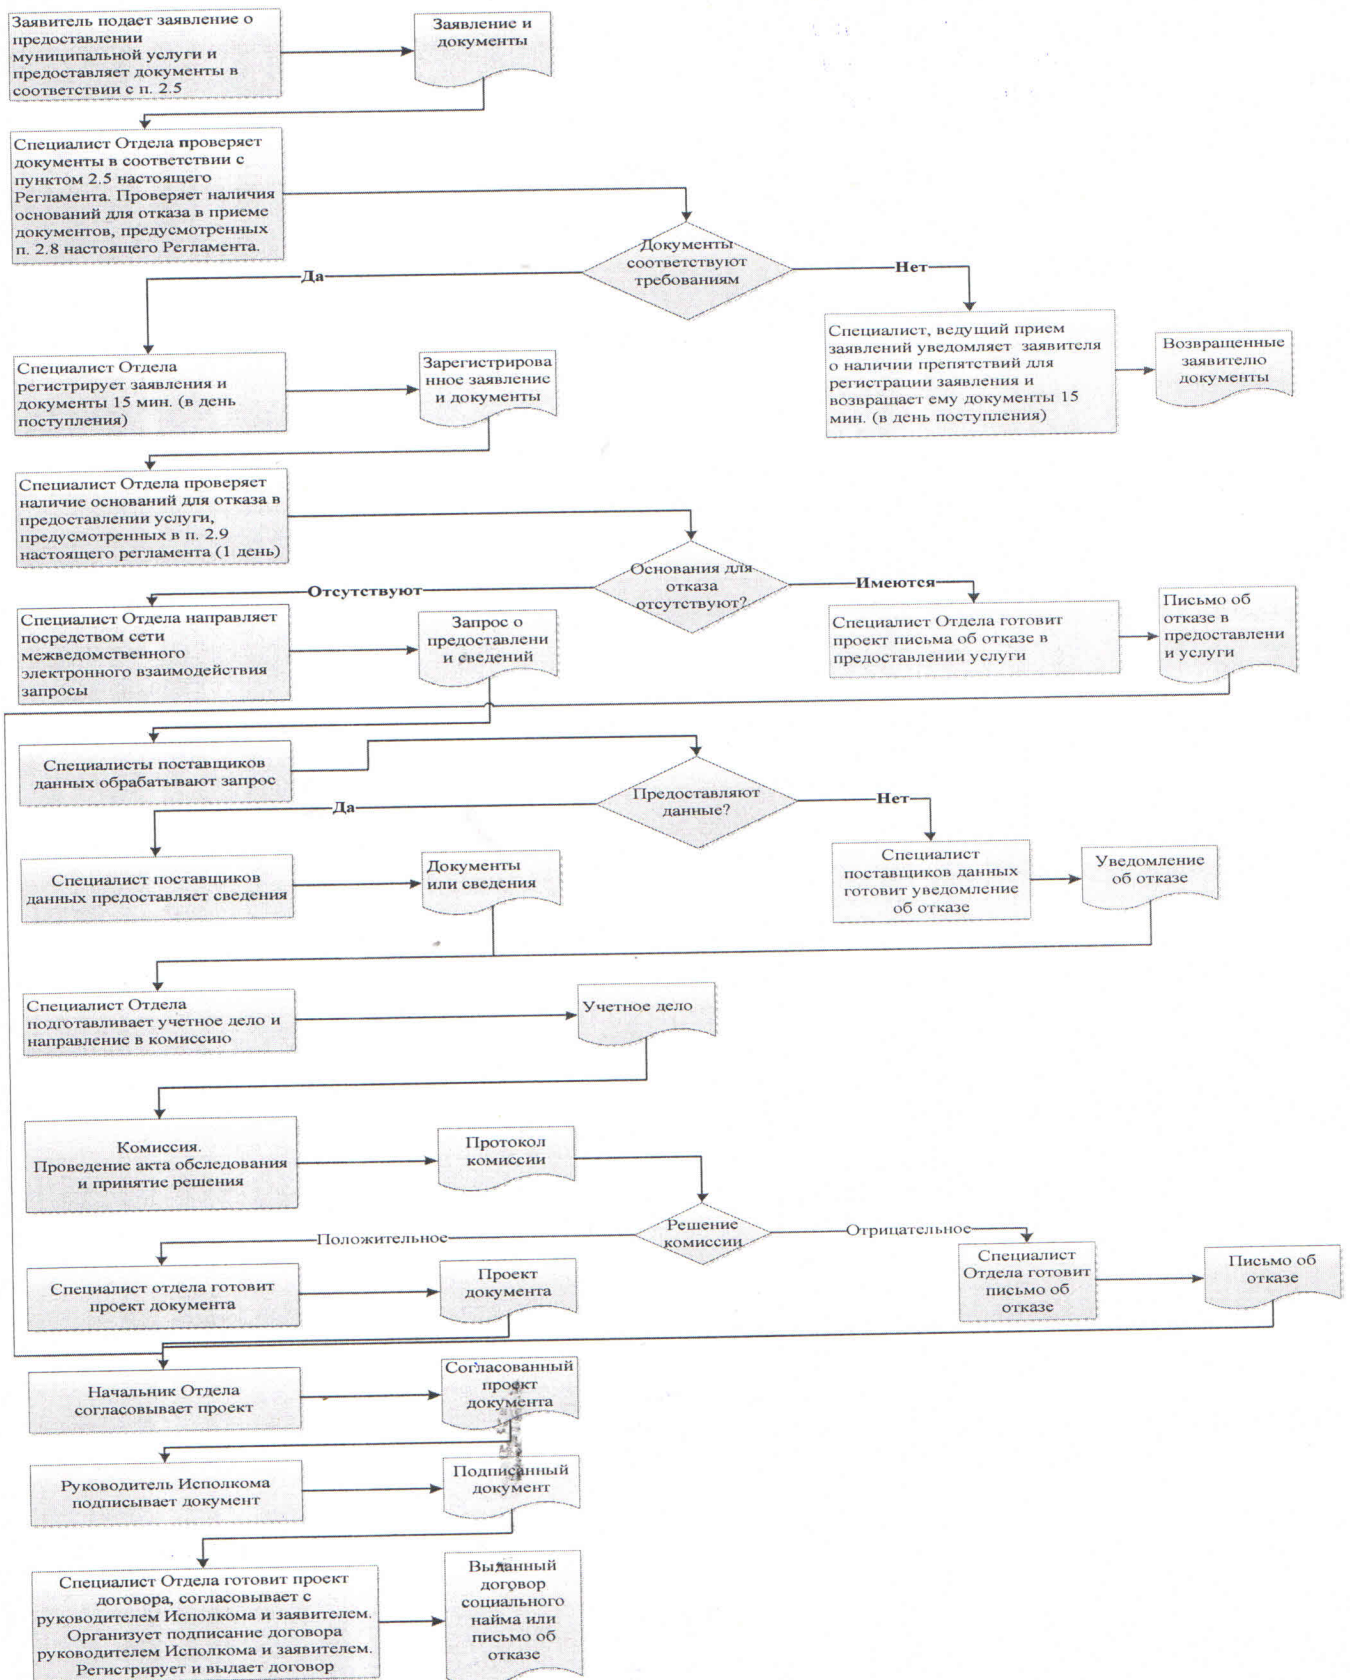 Заявитель подает заявление о
предоставлении
муниципальной услуги и
предоставляет документы в
соответствии с п. 2.5
Заявление и
документы
Специалист Отдела проверяет
документы в соответствии с
пунктом 2.5 настоящего
Регламента. Проверяет наличия
оснований для отказа в приеме
документов, предусмотренных
п. 2.8 настоящего Регламента.
Документы
соответствуют
требованиям
Да
Нет
Специалист Отдела
регистрирует заявления и
документы 15 мин. (в день
поступления)
Зарегистрирова
нное заявление
и документы
Специалист, ведущий прием
заявлений уведомляет заявителя
о наличии препятствий для
регистрации заявления и
возвращает ему документы 15
мин. (в день поступления)
Возвращенные
заявителю
документы
Специалист Отдела проверяет
наличие оснований для отказа в
предоставлении услуги,
предусмотренных в п. 2.9
настоящего регламента (1 день)
Основания для
отказа
отсутствуют?
Отсутствуют
Имеются
Специалист Отдела направляет
посредством сети
межведомственного
электронного взаимодействия
запросы
Запрос о
предоставлени
и сведений
Специалист Отдела готовит
проект письма об отказе в
предоставлении услуги
Письмо об
отказе в
предоставлени
и услуги
Специалисты поставщиков
данных обрабатывают запрос
Предоставляют
данные?
Да
Нет
Специалист поставщиков
данных предоставляет сведения
Документы
или сведения
Специалист
поставщиков данных
готовит уведомление
об отказе
Уведомление
об отказе
Специалист Отдела
подготавливает учетное дело и
направление в комиссию
Учетное дело
Комиссия.
Проведение акта обследования
и принятие решения
Протокол
комиссии
Решение
комиссии
Положительное
Отрицательное
Специалист отдела готовит
проект документа
Проект
документа
Специалист
Отдела готовит
письмо об
отказе
Письмо об
отказе
Начальник Отдела
согласовывает проект
Согласованный
проект
документа
Руководитель Исполкома
подписывает документ
Подписанный
документ
Специалист Отдела готовит проект
договора, согласовывает с
руководителем Исполкома и заявителем.
Организует подписание договора
руководителем Исполкома и заявителем.
Регистрирует и выдает договор
Выданный
договор
социального
найма или
письмо об
отказе